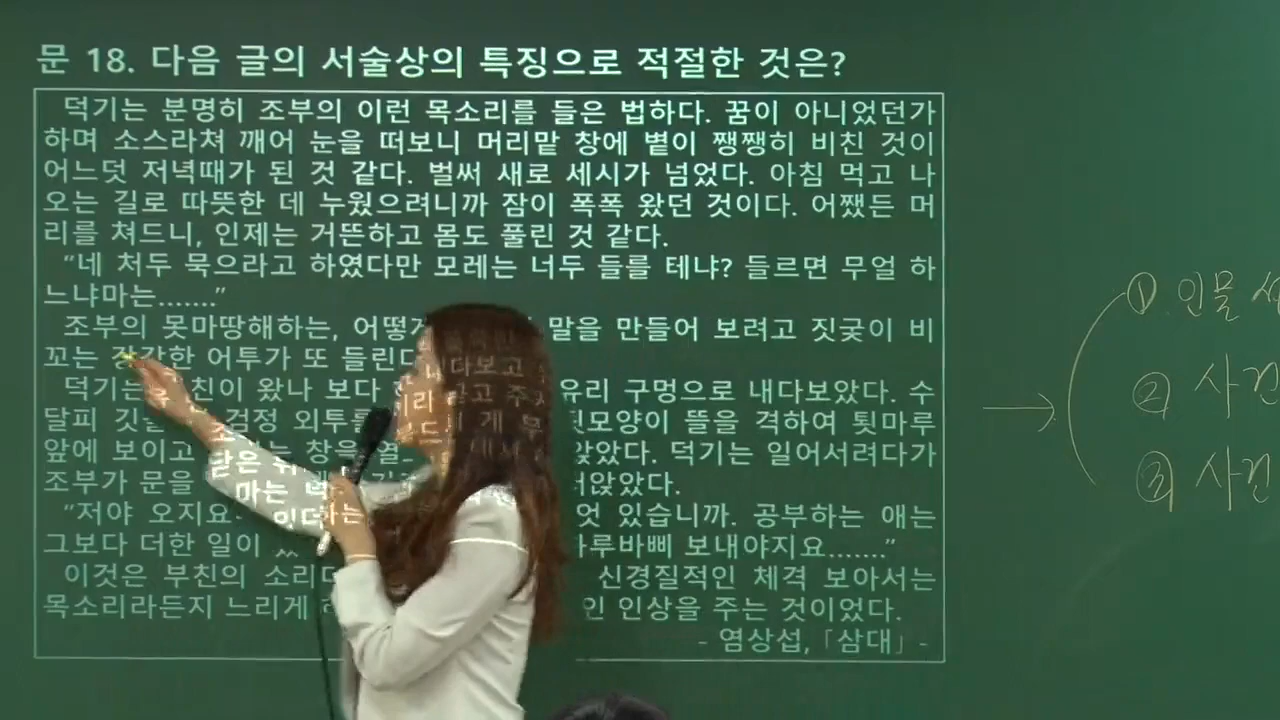 문 18. 다음 글의 서술상의 특징으로 적절한 것은?
덕기는 분명히 조부의 이런 목소리를 들은 법하다. 꿈이 아니었던가
하며 소스라쳐 깨어 눈을 떠보니 머리맡 창에 볕이 쨍쨍히 비친 것이
어느덧 저녁때가 된 것 같다. 벌써 새로 세시가 넘었다. 아침 먹고 나
오는 길로 따뜻한 데 누웠으려니까 잠이 폭폭 왔던 것이다. 어쨌든 머
리를 쳐드니, 인제는 거뜬하고 몸도 풀린 것 같다.
“네 처두 묵으라고 하였다만 모레는 너두 들를 테냐? 들르면 무얼 하
느냐마는.......”
조부의 못마땅해하는, 어떻게 말을 만들어 보려고 짓궂이 비
꼬는 강강한 어투가 또 들린다
덕기는 부친이 왔나 보다 유리 구멍으로 내다보았다. 수
달피 깃을 검정 외투를 뒷모양이 뜰을 격하여 툇마루
앞에 보이고 창을 열 앉았다. 덕기는 일어서려다가
조부가 문을
“저야 오지요 있습니까. 공부하는 애는
그보다 더한 일이 하루바삐 보내야지요.......”
이것은 부친의 소리다 신경질적인 체격 보아서는
목소리라든지 느리게 인 인상을 주는 것이었다.
- 염상섭, 「삼대」 -
① 인물
② 사건
③ 사건